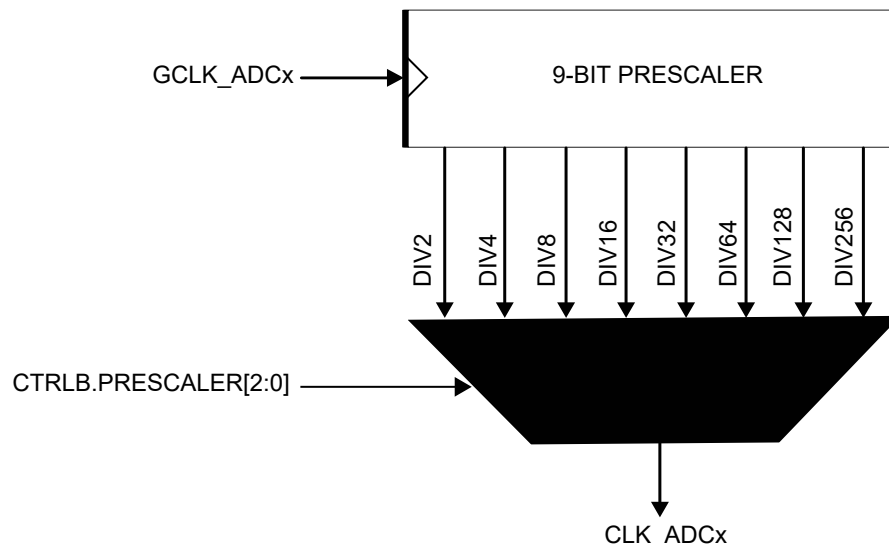 GCLK_ADCx
9-BIT PRESCALER
DIV2
DIV4
DIV8
DIV16
DIV32
DIV64
DIV128
DIV256
CTRLB.PRESCALER[2:0]
CLK_ADCx